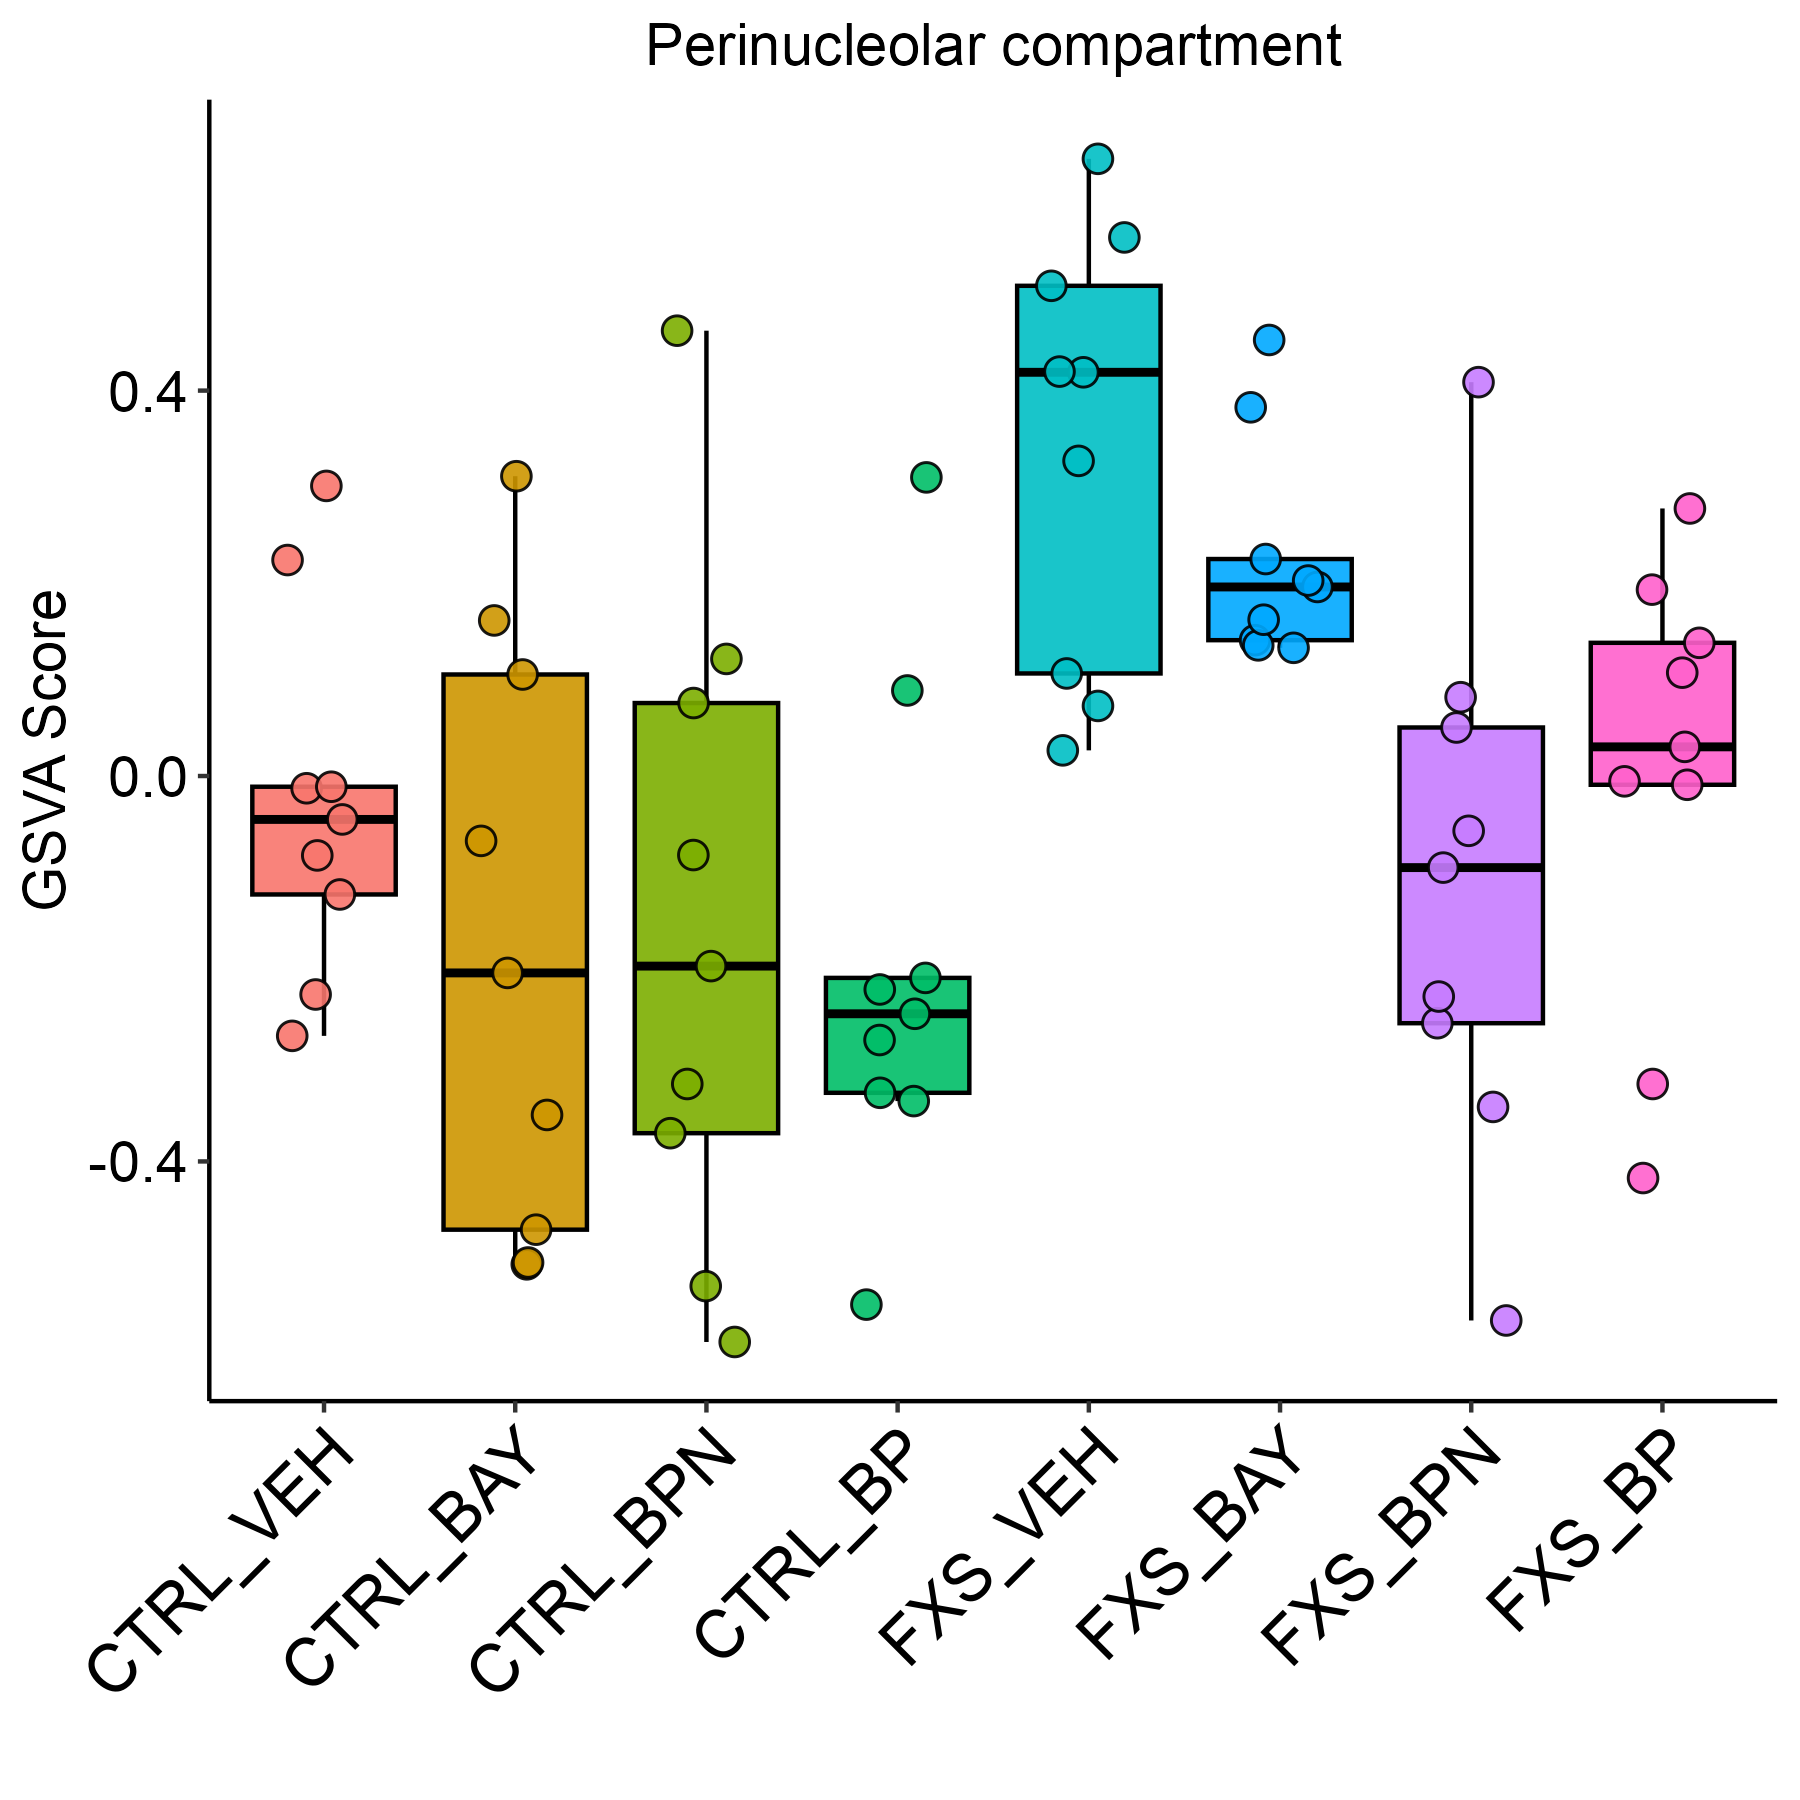 Perinucleolar compartment
GSVA Score
0.4
0.0
-0.4
CTRL_VEH
CTRL_BAY
CTRL_BPN
CTRL_BP
FXS_VEH
FXS_BAY
FXS_BPN
FXS_BP